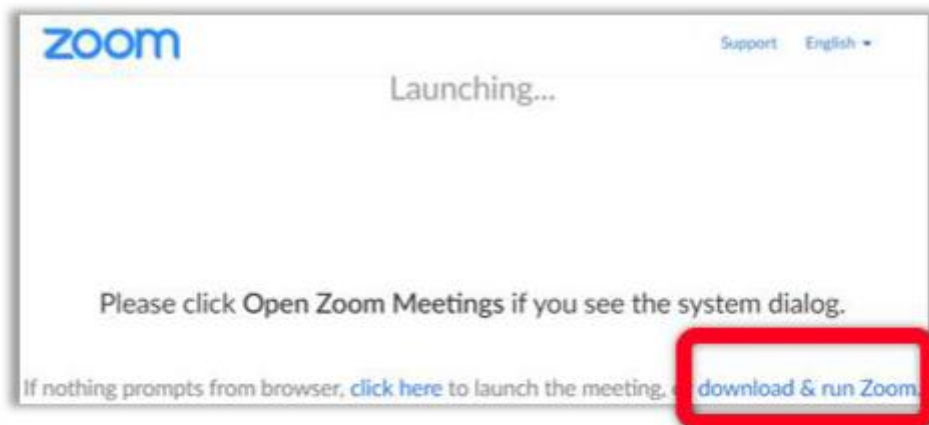 zoom
Support English
Launching...
Please click Open Zoom Meetings if you see the system dialog.
If nothing prompts from browser, click here to launch the meeting, download & run Zoom.